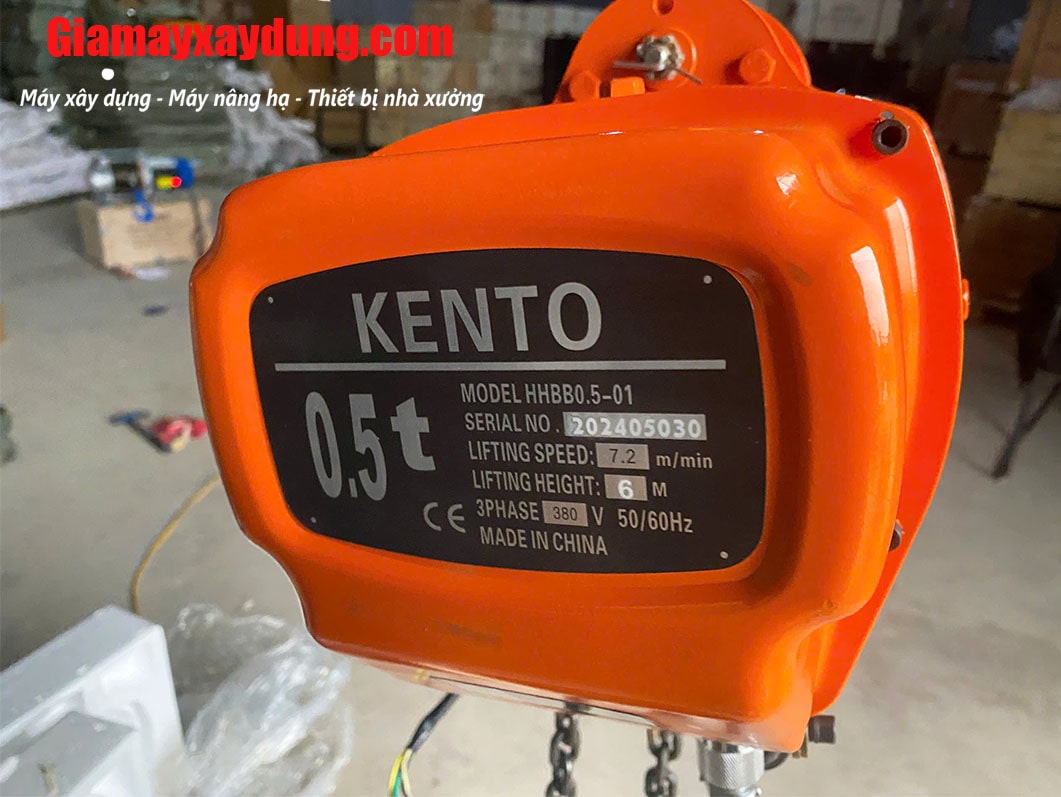 Giamayxaydung.com
Máy xây dựng - Máy nâng hạ - Thiết bị nhà xưởng
KENTO
0.5t
MODEL HHBB0.5-01
SERIAL NO. 202405030
LIFTING SPEED: 7.2 m/min
LIFTING HEIGHT: 6 M
CE 3PHASE 380 V 50/60Hz
MADE IN CHINA